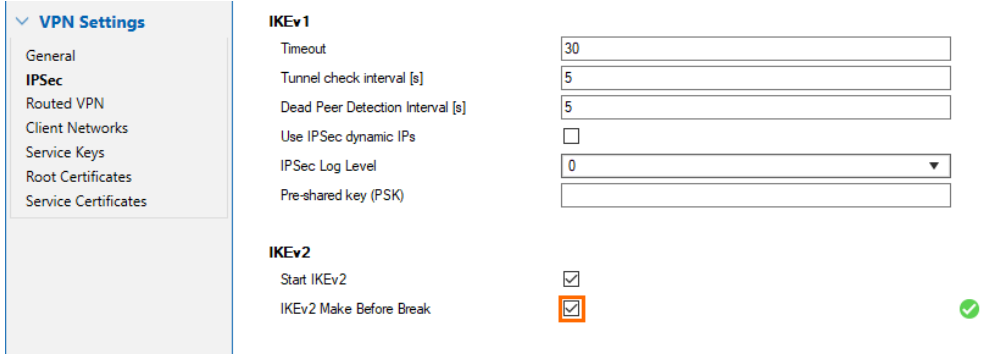 VPN Settings
General
IPSec
Routed VPN
Client Networks
Service Keys
Root Certificates
Service Certificates
IKEv1
Timeout 30
Tunnel check interval [s] 5
Dead Peer Detection Interval [s] 5
Use IPSec dynamic IPs
IPSec Log Level 0
Pre-shared key (PSK)
IKEv2
Start IKEv2
IKEv2 Make Before Break